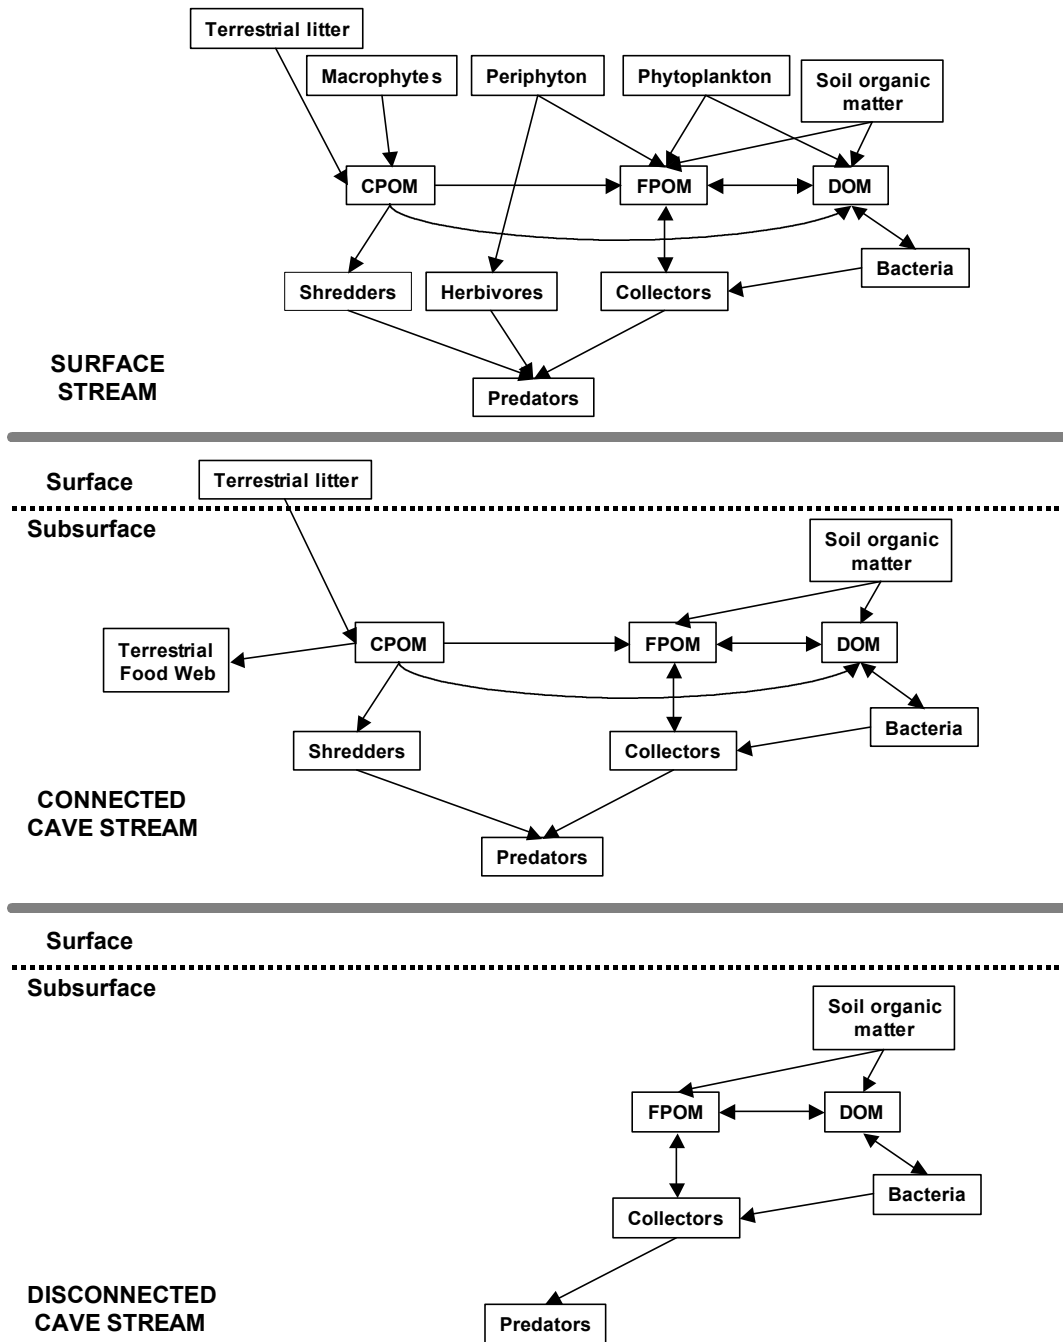 Terrestrial litter
Macrophytes
Periphyton
Phytoplankton
Soil organic
matter
CPOM
FPOM
DOM
Bacteria
Shredders
Herbivores
Collectors
SURFACE
STREAM
Predators
Surface
Terrestrial litter
Subsurface
Soil organic
matter
Terrestrial
Food Web
CPOM
FPOM
DOM
Shredders
Collectors
Bacteria
CONNECTED
CAVE STREAM
Predators
Surface
Subsurface
Soil organic
matter
FPOM
DOM
Bacteria
Collectors
DISCONNECTED
CAVE STREAM
Predators